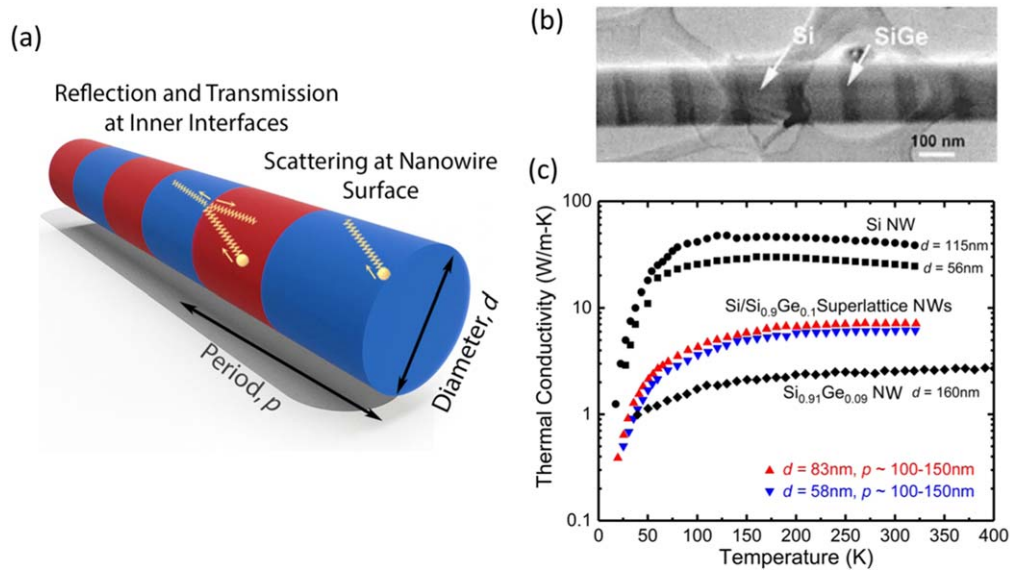 (a)
Reflection and Transmission
at Inner Interfaces
Scattering at Nanowire
Surface
Period, p
Diameter, d
(b)
Si
SiGe
100 nm
(c)
Thermal Conductivity (W/m-K)
100
10
1
0.1
Si NW
d = 115nm
d = 56nm
Si/Si0.9Ge0.1Superlattice NWs
Si0.91Ge0.09 NW d = 160nm
d = 83nm, p ~ 100-150nm
d = 58nm, p ~ 100-150nm
0 50 100 150 200 250 300 350 400
Temperature (K)